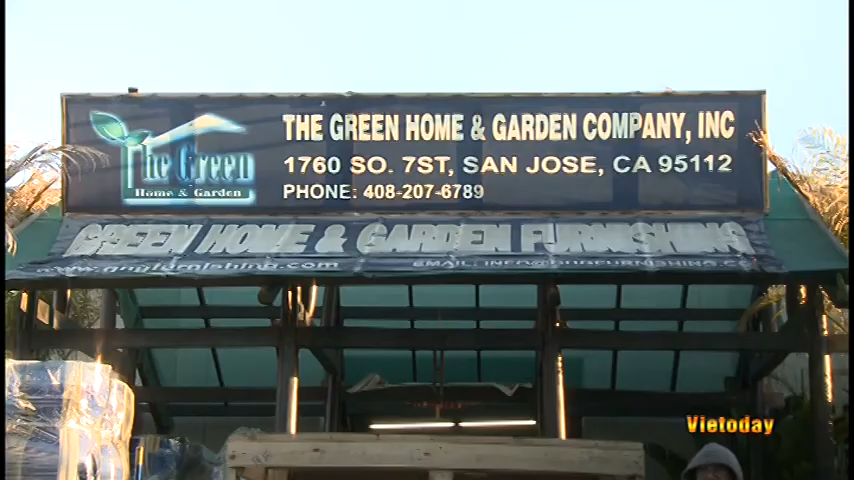 THE GREEN HOME & GARDEN COMPANY, INC
1760 SO. 7ST, SAN JOSE, CA 95112
PHONE: 408-207-6789
The Green
Home & Garden
GREEN HOME & GARDEN FURNISHING
EMAIL:
Vietoday